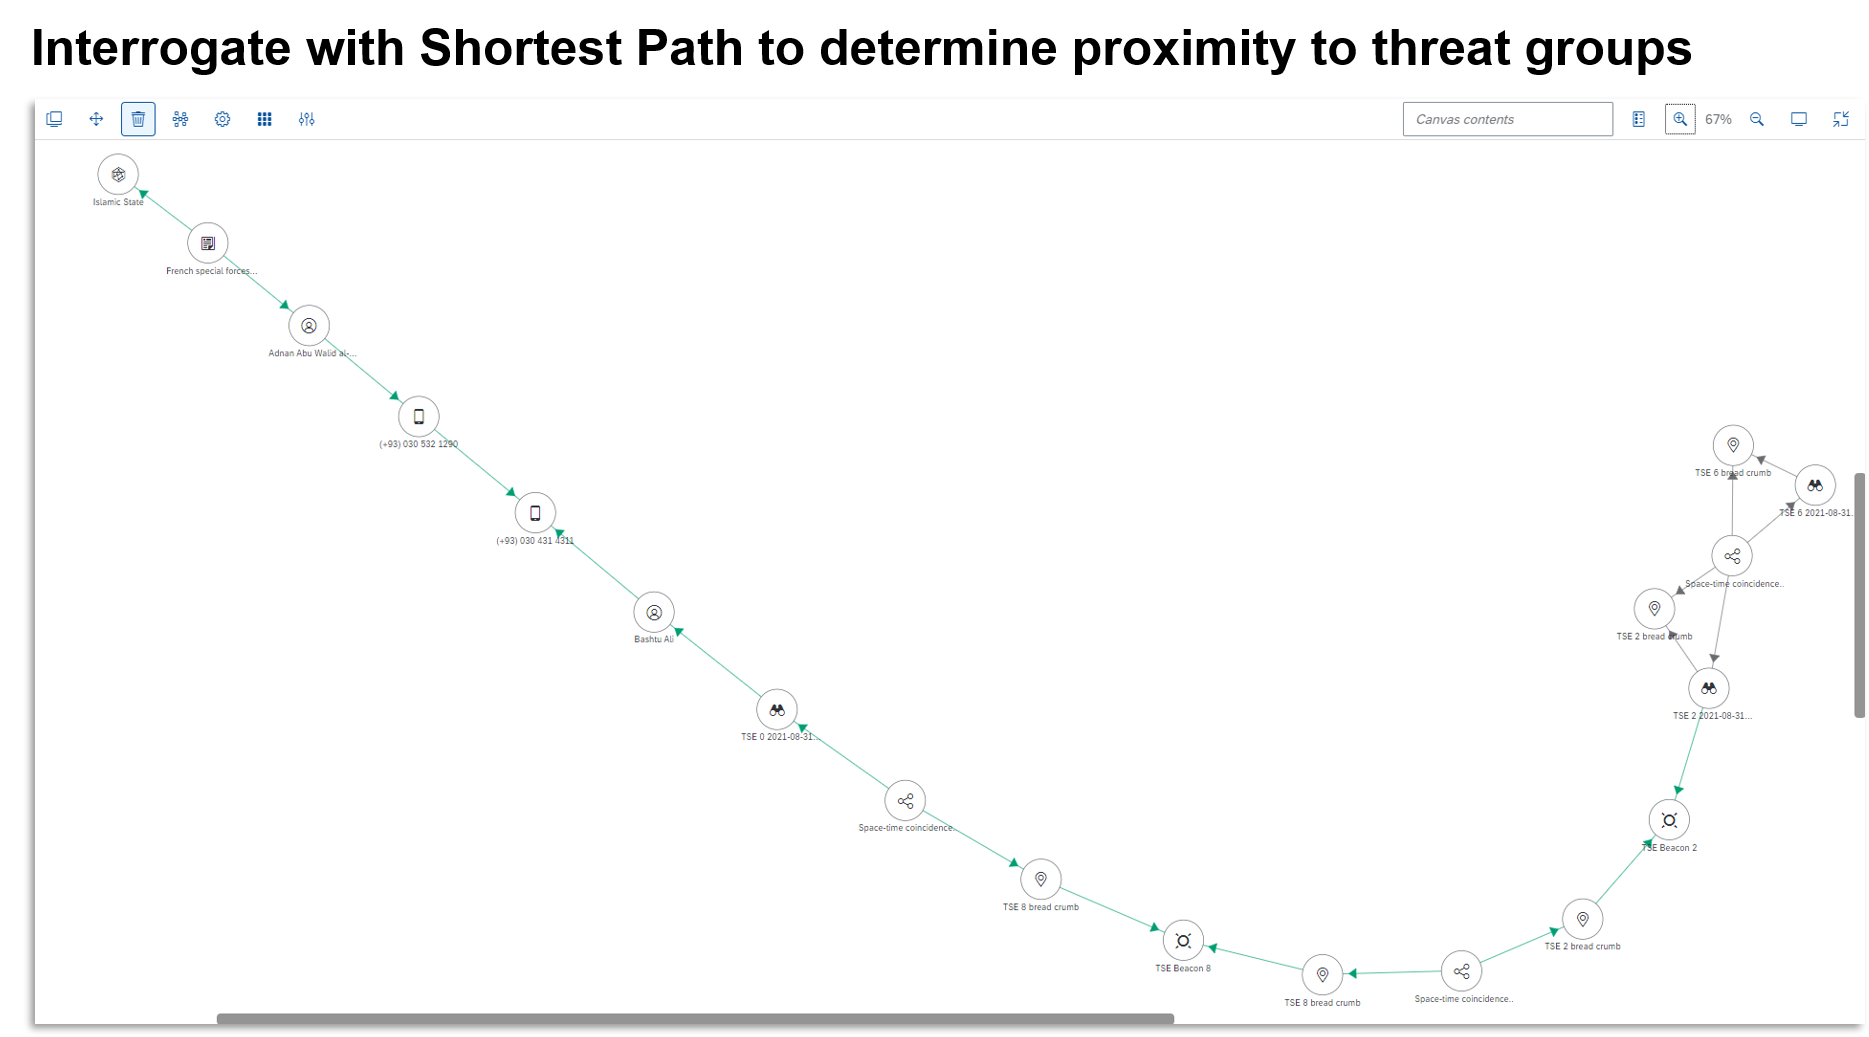 Interrogate with Shortest Path to determine proximity to threat groups
Canvas contents
67%
Islamic State
French special forces...
Adnan Abu Walid al-...
(+93) 030 532 1290
(+93) 030 431 4311
Bashtu Ali
TSE 0 2021-08-31...
Space-time coincidence..
TSE 8 bread crumb
TSE Beacon 8
TSE 8 bread crumb
Space-time coincidence..
TSE 2 bread crumb
TSE Beacon 2
TSE 2 2021-08-31...
TSE 2 bread crumb
Space-time coincidence..
TSE 6 2021-08-31.
TSE 6 bread crumb